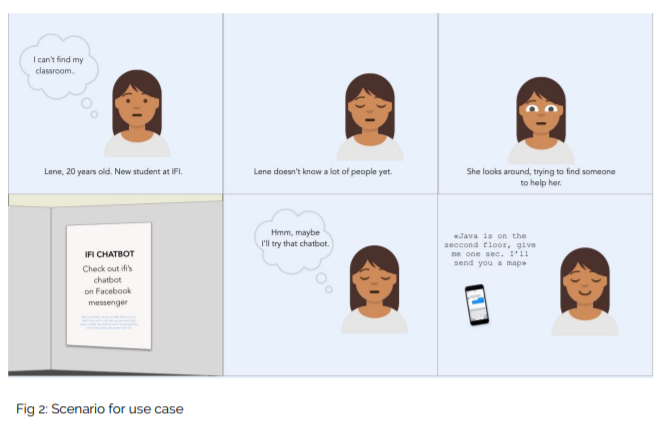 I can't find my
classroom..
Lene, 20 years old. New student at IFI.
Lene doesn't know a lot of people yet.
She looks around, trying to find someone
to help her.
IFI CHATBOT
Check out ifi's
chatbot
on Facebook
messenger
Hmm, maybe
I'll try that chatbot.
«Java is on the
seccond floor, give
me one sec. I'll
send you a map»
Fig 2: Scenario for use case